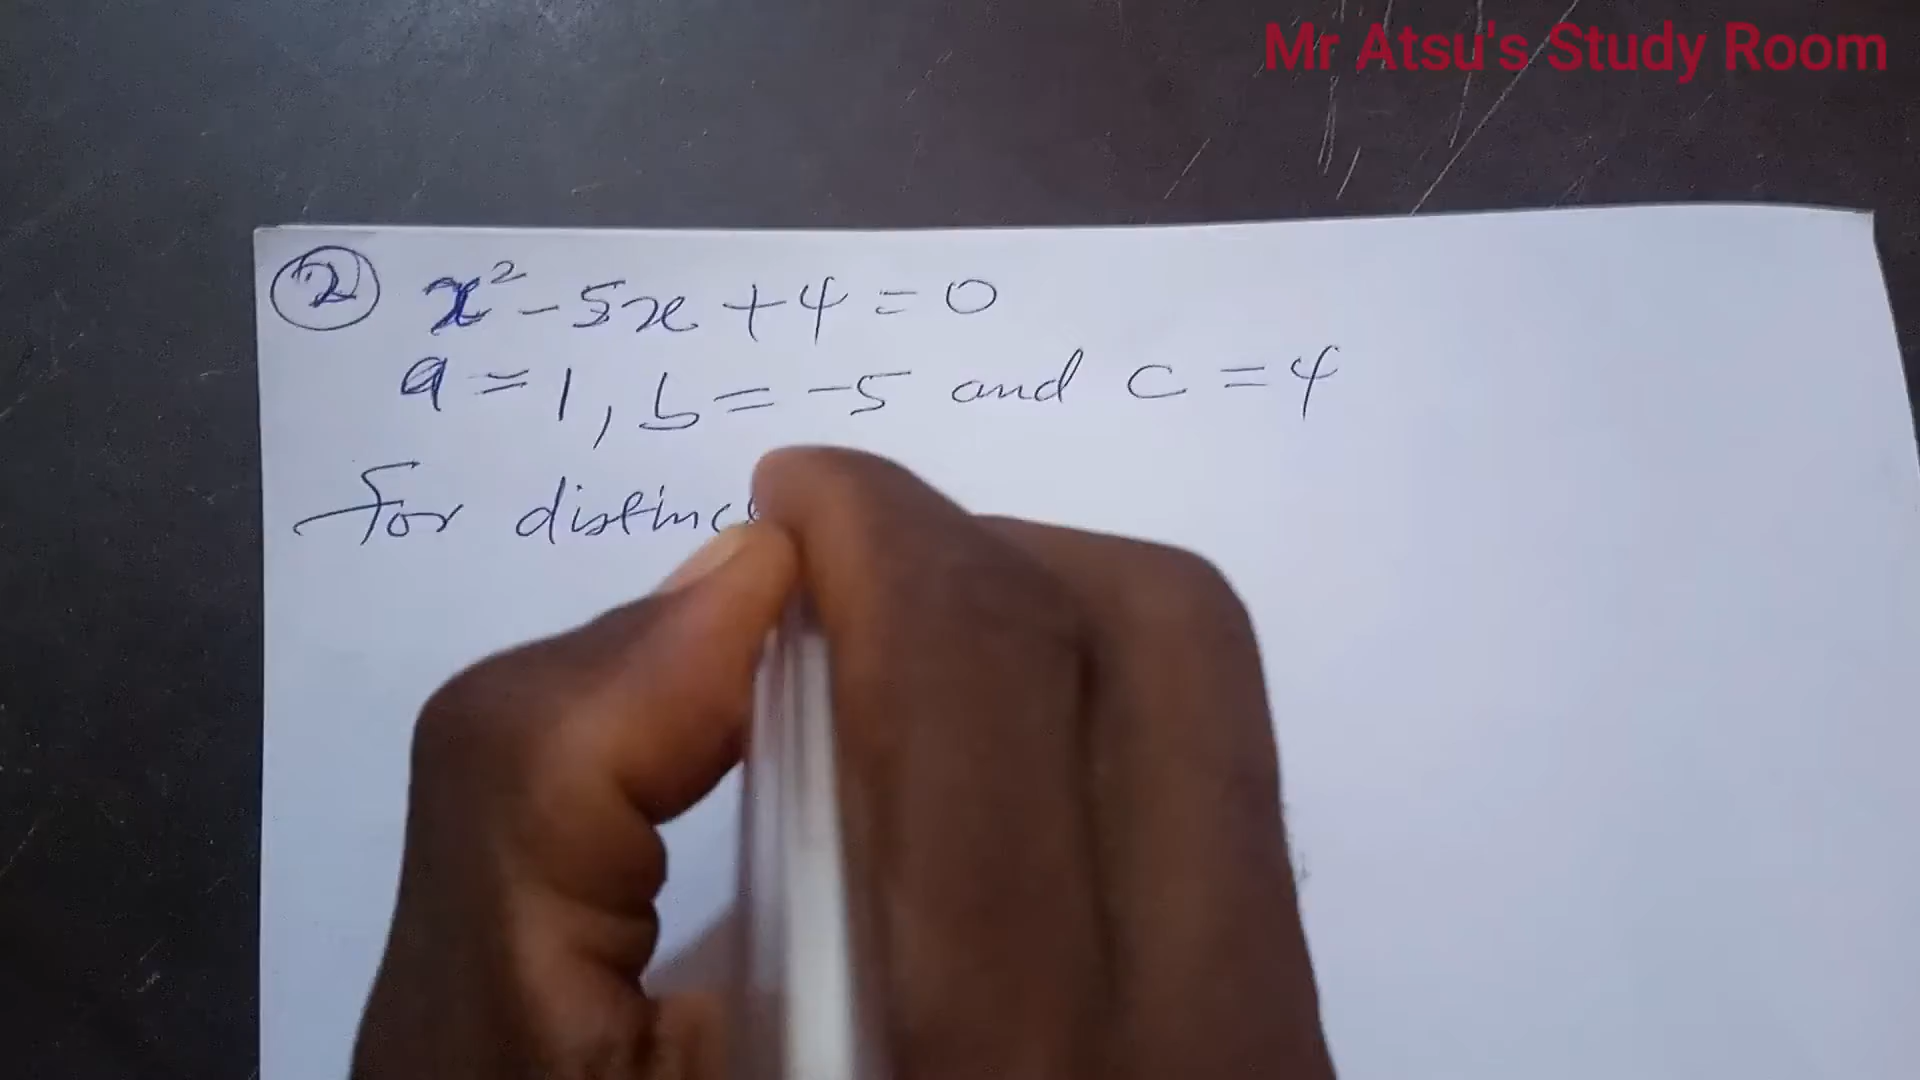 Mr Atsu's Study Room
② x² - 5x + 4 = 0
a = 1, b = -5 and c = 4
For distinc